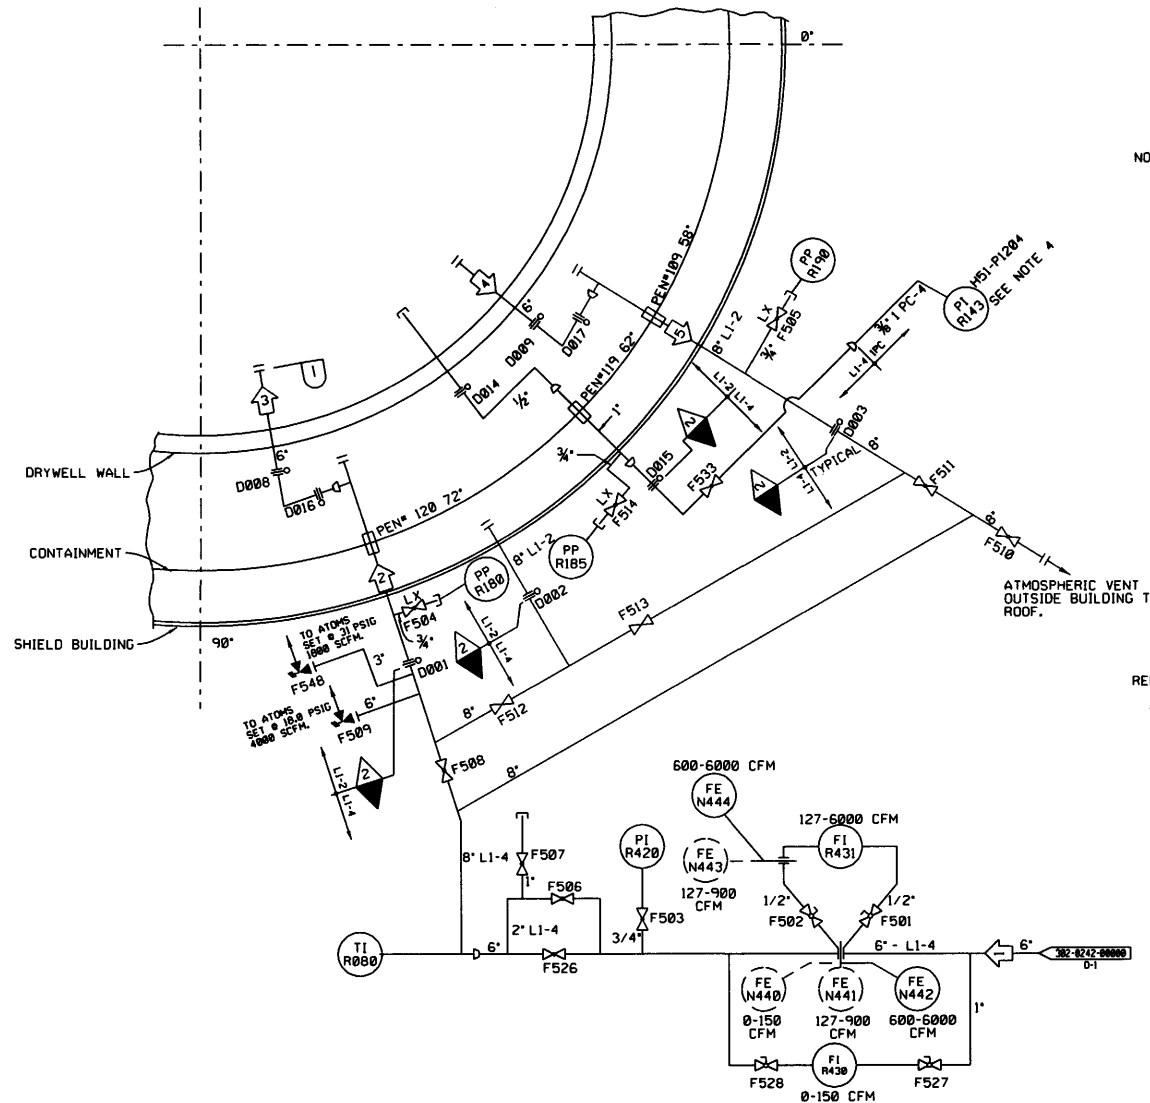 0°
NO
PP
R190
H51-P1204
SEE NOTE 4
PI
R143
3/8" 1 PC-4
L1-4
IPC
LX
F505
3/4"
PEN#109 58°
5
8" L1-2
4
6"
D009
D017
PEN#119 62°
D014
1/2"
1"
1
3
6"
D008
D016
DRYWELL WALL
CONTAINMENT
SHIELD BUILDING
90°
PEN# 120 72°
2
L1-2
L1-4
2
D015
3/4"
F533
LX
F514
PP
R185
D003
8"
L1-2
L1-4
TYPICAL
2
F511
8"
F510
ATMOSPHERIC VENT
OUTSIDE BUILDING T
ROOF.
8" L1-2
D002
F513
PP
R180
LX
F504
3/4"
L1-2
L1-4
2
D001
TO ATOMS
SET @ 31 PSIG
1000 SCFM.
3"
F548
TO ATOMS
SET @ 18.0 PSIG
4000 SCFM.
6"
F509
8"
F512
RE
L1-2
L1-4
2
F508
8"
600-6000 CFM
FE
N444
127-6000 CFM
FI
R431
FE
N443
127-900
CFM
PI
R420
8" L1-4
F507
1"
F506
2" L1-4
F503
3/4"
1/2"
F502
1/2"
F501
TI
R080
6"
F526
6" - L1-4
1
6"
302-0242-00000
D-1
FE
N440
0-150
CFM
FE
N441
127-900
CFM
FE
N442
600-6000
CFM
1"
F528
FI
R430
F527
0-150 CFM